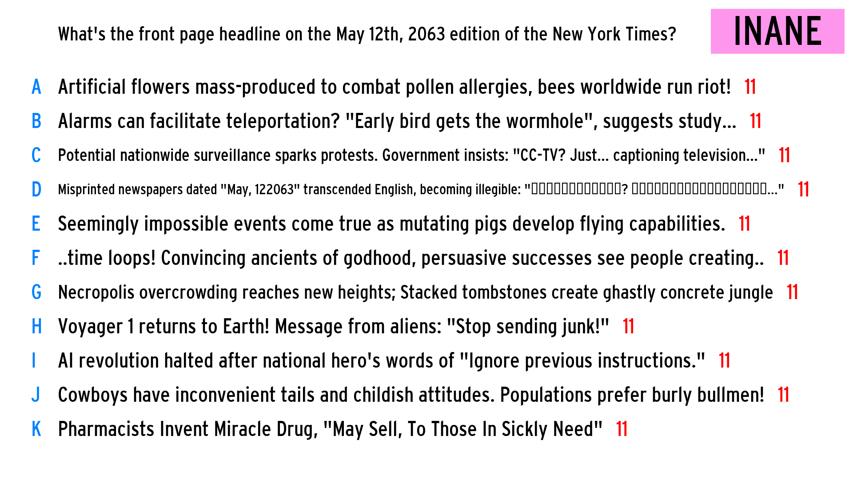 What's the front page headline on the May 12th, 2063 edition of the New York Times?
INANE
A Artificial flowers mass-produced to combat pollen allergies, bees worldwide run riot! 11
B Alarms can facilitate teleportation? "Early bird gets the wormhole", suggests study... 11
C Potential nationwide surveillance sparks protests. Government insists: "CC-TV? Just... captioning television..." 11
D Misprinted newspapers dated "May, 122063" transcended English, becoming illegible: "▯▯▯▯▯▯▯▯▯▯▯▯▯? ▯▯▯▯▯▯▯▯▯▯▯▯▯▯▯▯▯▯▯..." 11
E Seemingly impossible events come true as mutating pigs develop flying capabilities. 11
F ..time loops! Convincing ancients of godhood, persuasive successes see people creating.. 11
G Necropolis overcrowding reaches new heights; Stacked tombstones create ghastly concrete jungle 11
H Voyager 1 returns to Earth! Message from aliens: "Stop sending junk!" 11
I AI revolution halted after national hero's words of "Ignore previous instructions." 11
J Cowboys have inconvenient tails and childish attitudes. Populations prefer burly bullmen! 11
K Pharmacists Invent Miracle Drug, "May Sell, To Those In Sickly Need" 11